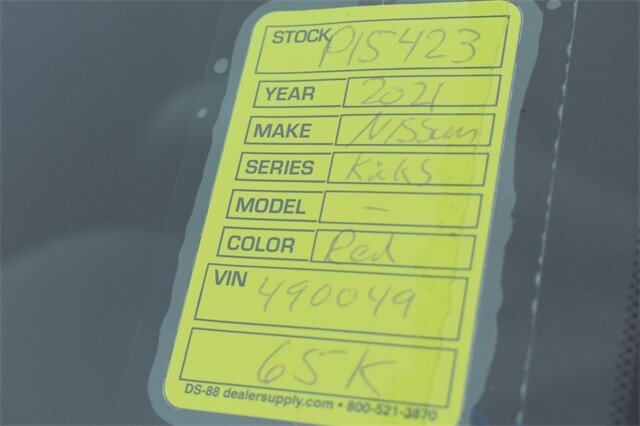 STOCK P15423
YEAR 2021
MAKE Nissan
SERIES Kicks
MODEL -
COLOR Red
VIN 490049
65K
DS-88 dealersupply.com • 800-521-3870